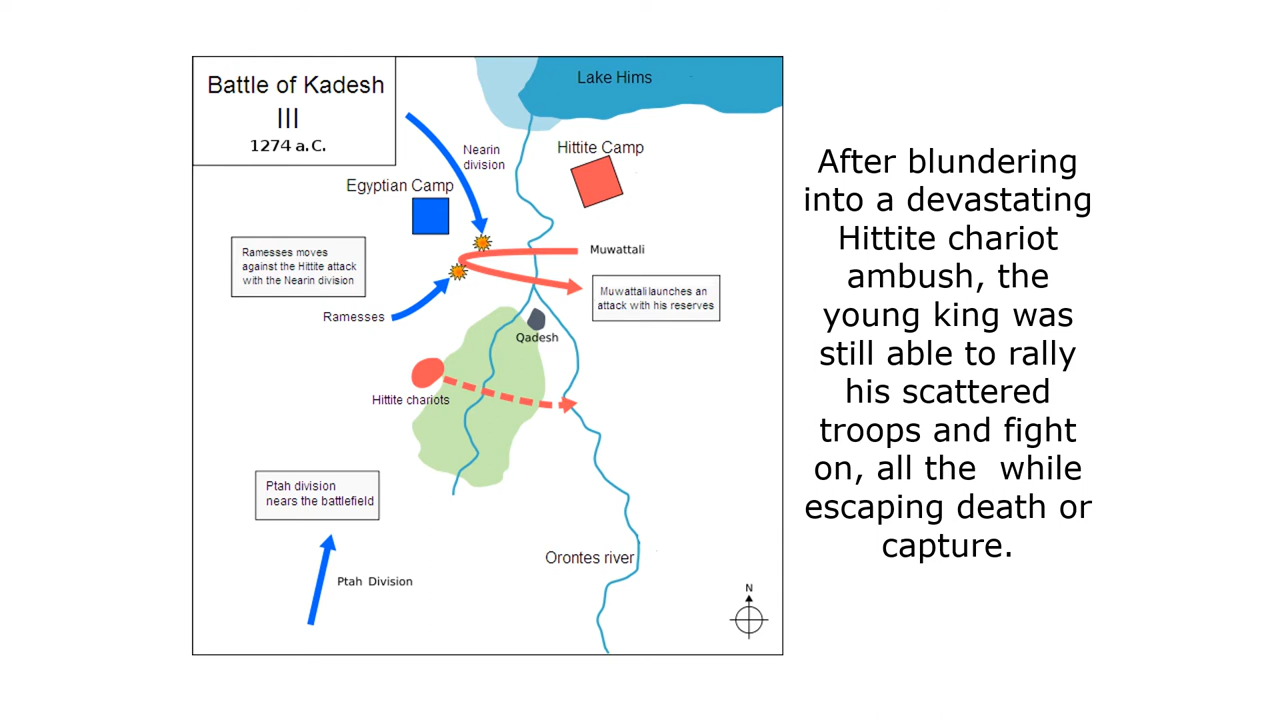 Battle of Kadesh
III
1274 a.C.
Lake Hims
Nearin
division
Hittite Camp
Egyptian Camp
Ramesses moves
against the Hittite attack
with the Nearin division
Muwattali
Muwattali launches an
attack with his reserves
Ramesses
Qadesh
Hittite chariots
Ptah division
nears the battlefield
Orontes river
Ptah Division
N
After blundering
into a devastating
Hittite chariot
ambush, the
young king was
still able to rally
his scattered
troops and fight
on, all the  while
escaping death or
capture.